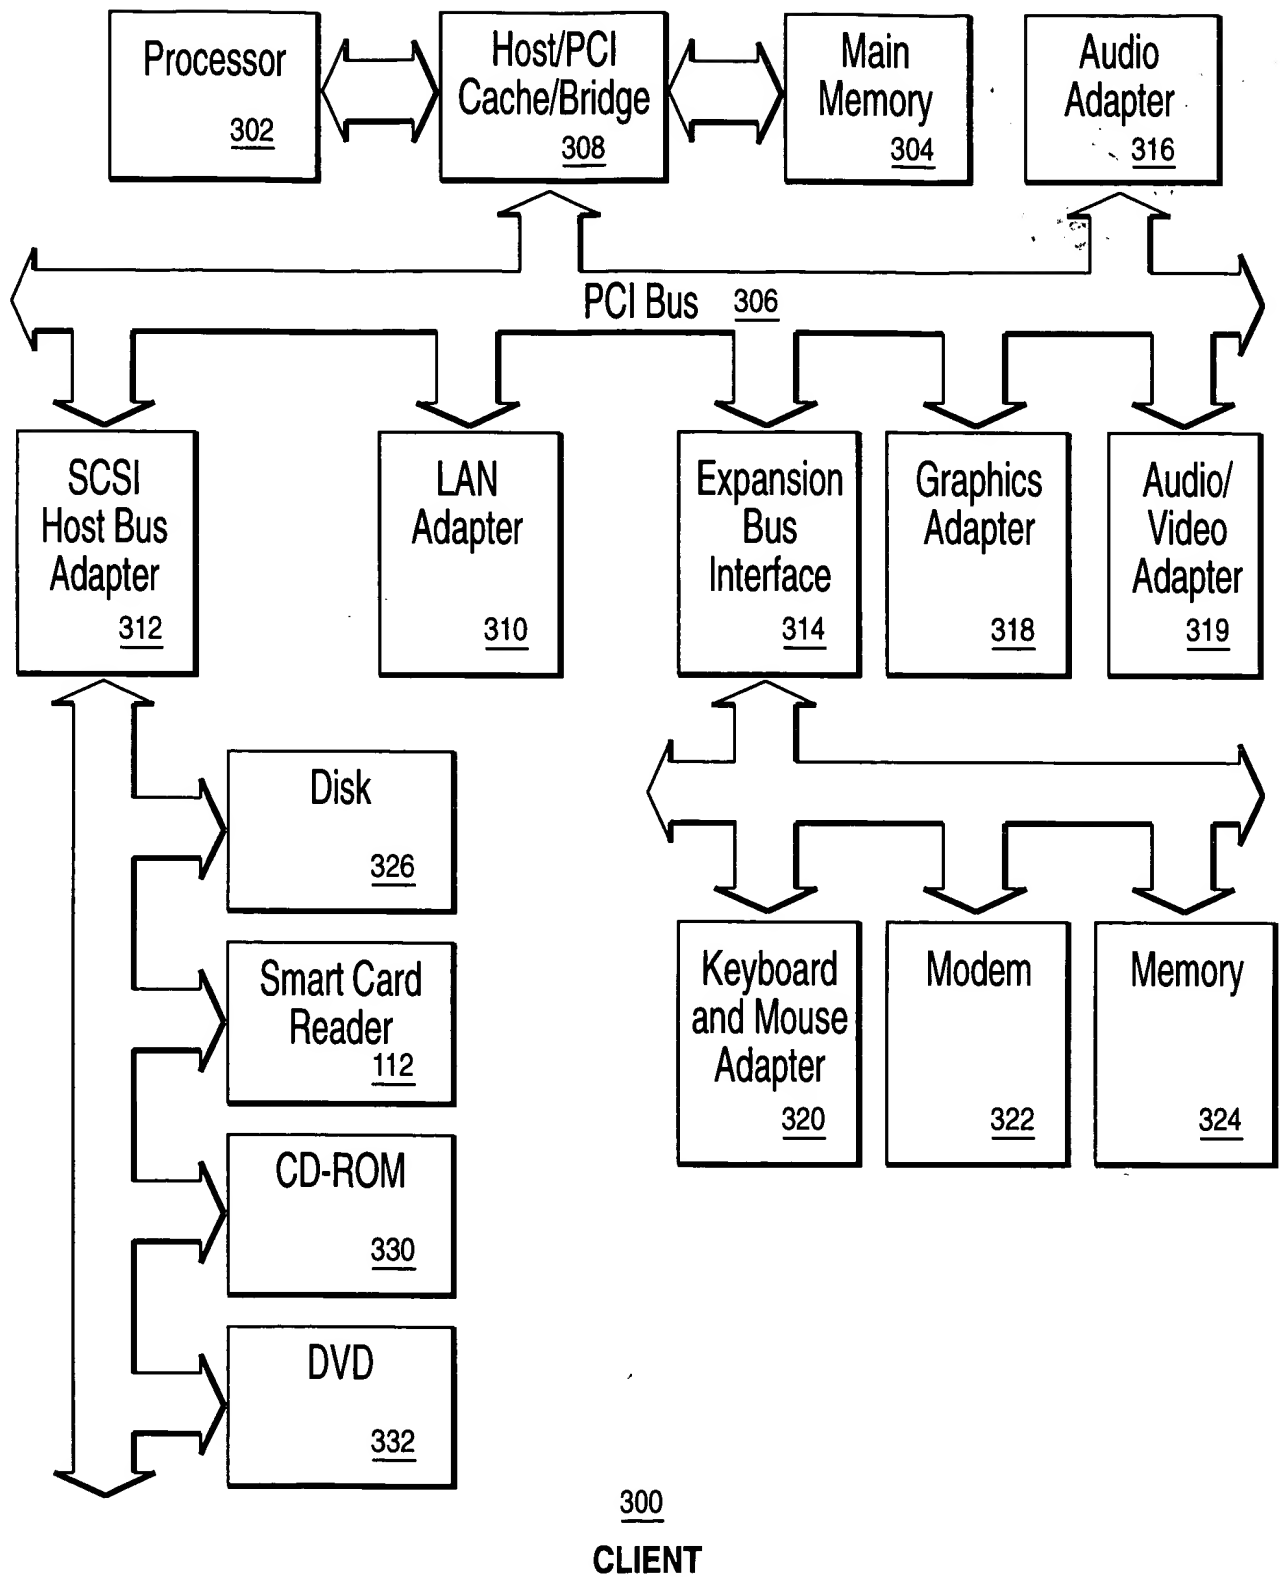 Processor
302
Host/PCI
Cache/Bridge
308
Main
Memory
304
Audio
Adapter
316
PCI Bus 306
SCSI
Host Bus
Adapter
312
LAN
Adapter
310
Expansion
Bus
Interface
314
Graphics
Adapter
318
Audio/
Video
Adapter
319
Disk
326
Smart Card
Reader
112
CD-ROM
330
DVD
332
Keyboard
and Mouse
Adapter
320
Modem
322
Memory
324
300
CLIENT